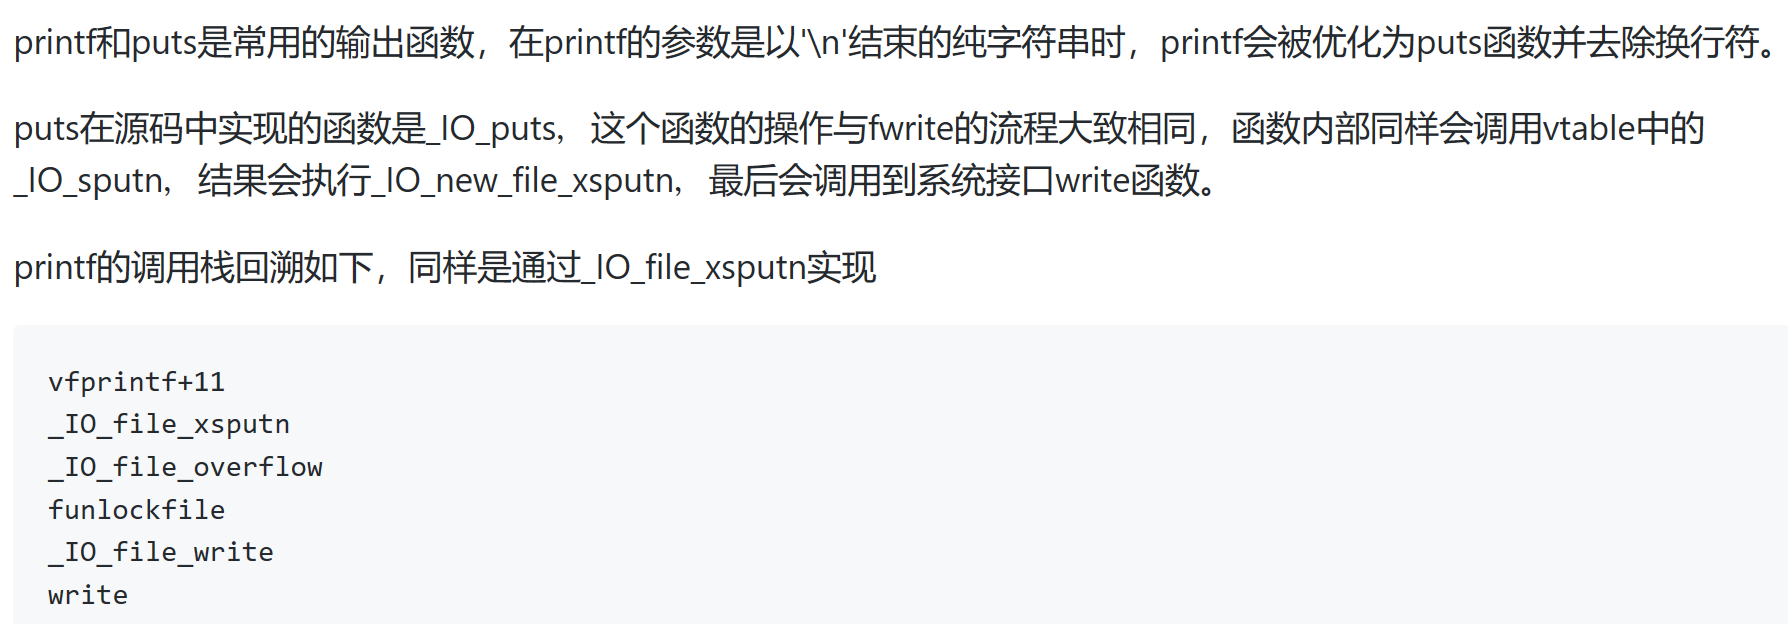 printf和puts是常用的输出函数，在printf的参数是以'\n'结束的纯字符串时，printf会被优化为puts函数并去除换行符。
puts在源码中实现的函数是_IO_puts，这个函数的操作与fwrite的流程大致相同，函数内部同样会调用vtable中的
_IO_sputn，结果会执行_IO_new_file_xsputn，最后会调用到系统接口write函数。
printf的调用栈回溯如下，同样是通过_IO_file_xsputn实现
vfprintf+11
_IO_file_xsputn
_IO_file_overflow
funlockfile
_IO_file_write
write